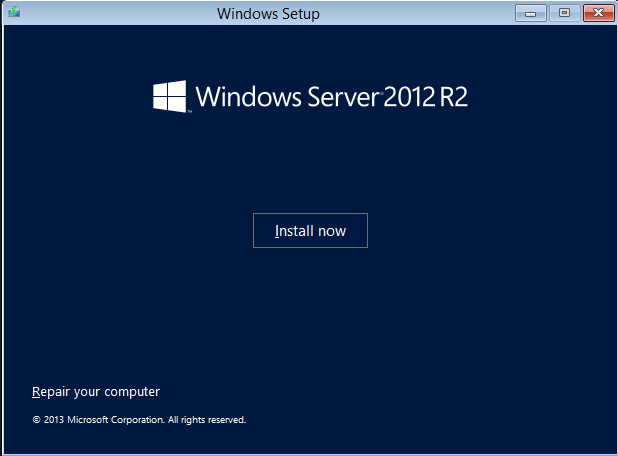 Windows Setup
Windows Server 2012 R2
Install now
Repair your computer
© 2013 Microsoft Corporation. All rights reserved.